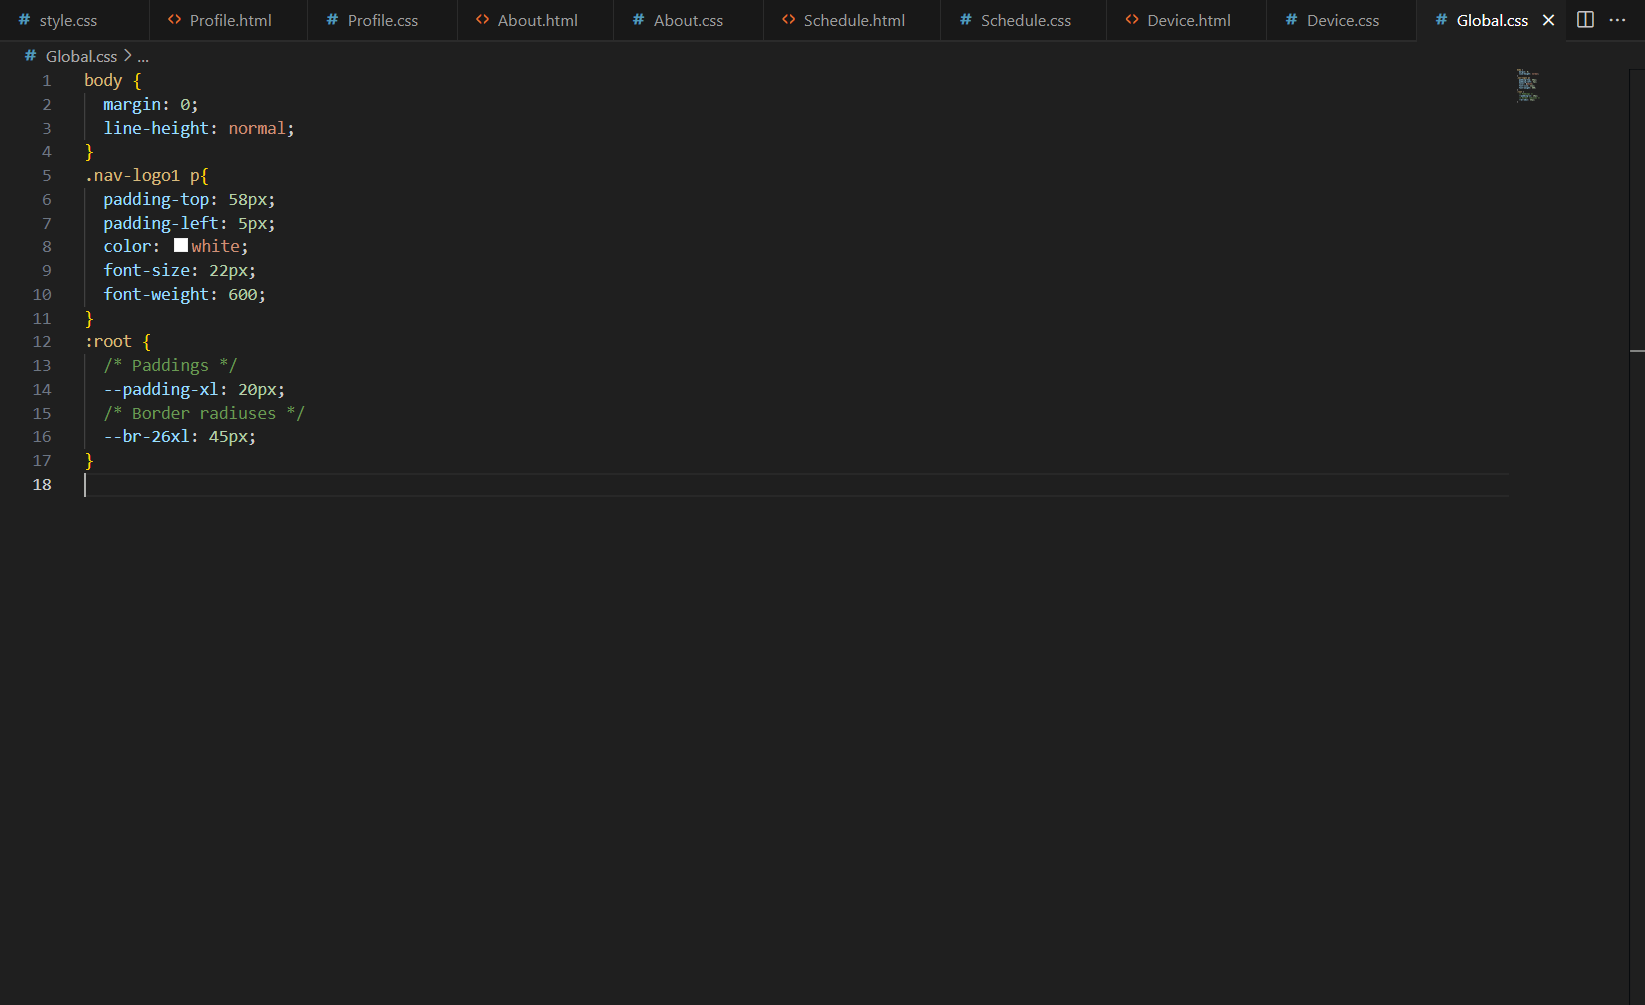 # style.css <> Profile.html # Profile.css <> About.html # About.css <> Schedule.html # Schedule.css <> Device.html # Device.css # Global.css ✕ ···
# Global.css > ...
1 body {
2   margin: 0;
3   line-height: normal;
4 }
5 .nav-logo1 p{
6   padding-top: 58px;
7   padding-left: 5px;
8   color: white;
9   font-size: 22px;
10   font-weight: 600;
11 }
12 :root {
13   /* Paddings */
14   --padding-xl: 20px;
15   /* Border radiuses */
16   --br-26xl: 45px;
17 }
18